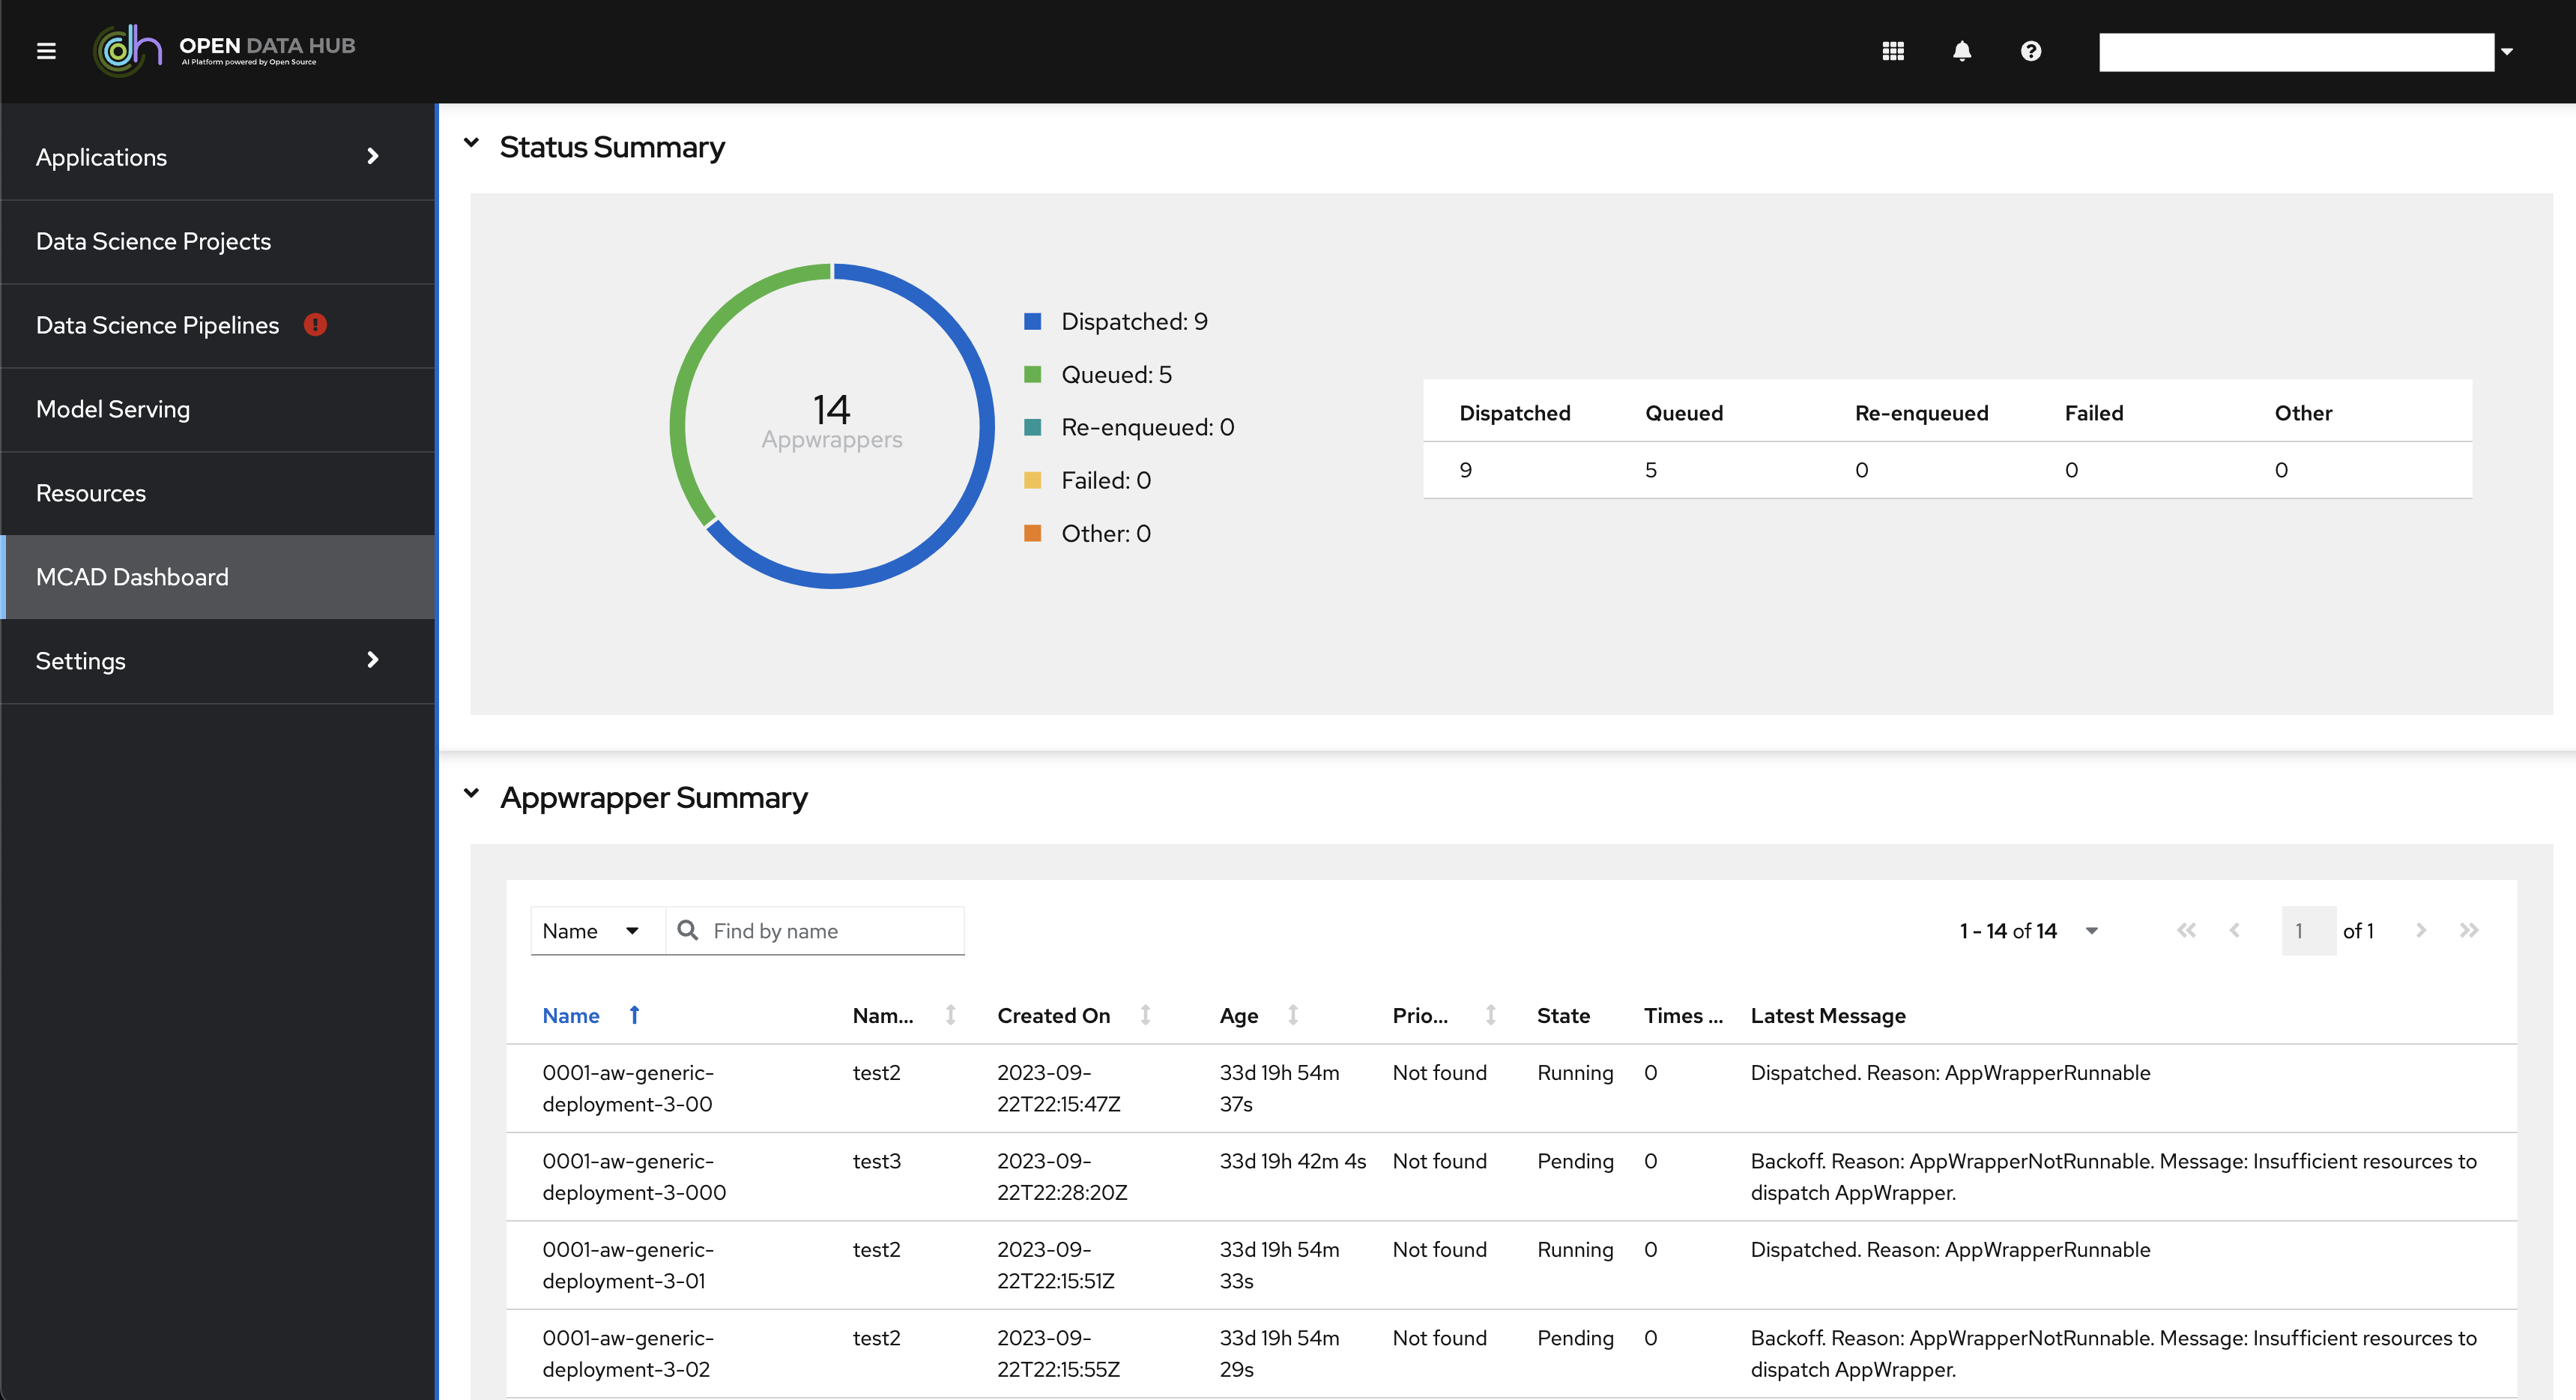 OPEN DATA HUB
AI Platform powered by Open Source
Applications
Data Science Projects
Data Science Pipelines
Model Serving
Resources
MCAD Dashboard
Settings
Status Summary
14
Appwrappers
Dispatched: 9
Queued: 5
Re-enqueued: 0
Failed: 0
Other: 0
Dispatched Queued Re-enqueued Failed Other
9 5 0 0 0
Appwrapper Summary
Name Find by name 1 - 14 of 14 1 of 1
Name Nam... Created On Age Prio... State Times ... Latest Message
0001-aw-generic- test2 2023-09- 33d 19h 54m Not found Running 0 Dispatched. Reason: AppWrapperRunnable
deployment-3-00 22T22:15:47Z 37s
0001-aw-generic- test3 2023-09- 33d 19h 42m 4s Not found Pending 0 Backoff. Reason: AppWrapperNotRunnable. Message: Insufficient resources to
deployment-3-000 22T22:28:20Z dispatch AppWrapper.
0001-aw-generic- test2 2023-09- 33d 19h 54m Not found Running 0 Dispatched. Reason: AppWrapperRunnable
deployment-3-01 22T22:15:51Z 33s
0001-aw-generic- test2 2023-09- 33d 19h 54m Not found Pending 0 Backoff. Reason: AppWrapperNotRunnable. Message: Insufficient resources to
deployment-3-02 22T22:15:55Z 29s dispatch AppWrapper.